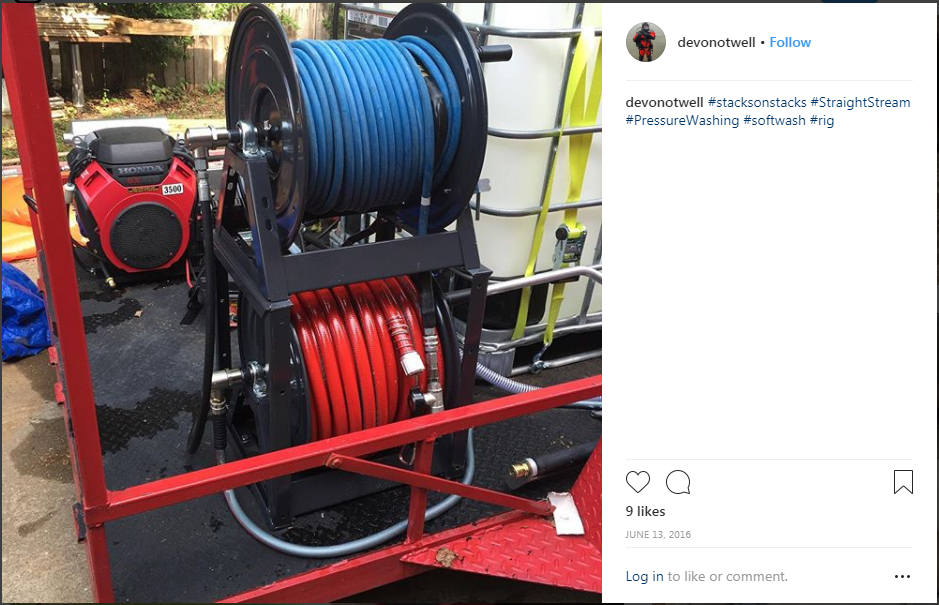 HONDA
3500
devonotwell • Follow
devonotwell #stacksonstacks #StraightStream
#PressureWashing #softwash #rig
9 likes
JUNE 13, 2016
Log in to like or comment.